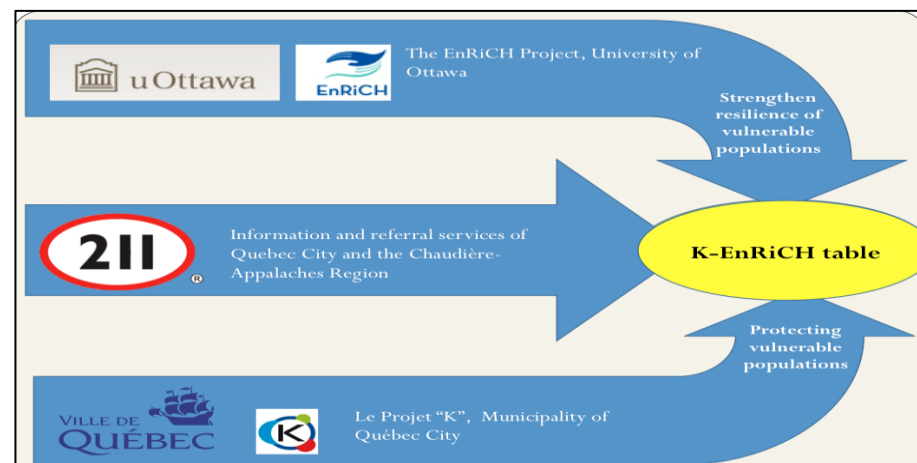 uOttawa
EnRiCH
The EnRiCH Project, University of
Ottawa
Strengthen
resilience of
vulnerable
populations
211
®
Information and referral services of
Quebec City and the Chaudière-
Appalaches Region
K-EnRiCH table
Protecting
vulnerable
populations
VILLE DE
QUÉBEC
K
Le Projet “K”, Municipality of
Québec City